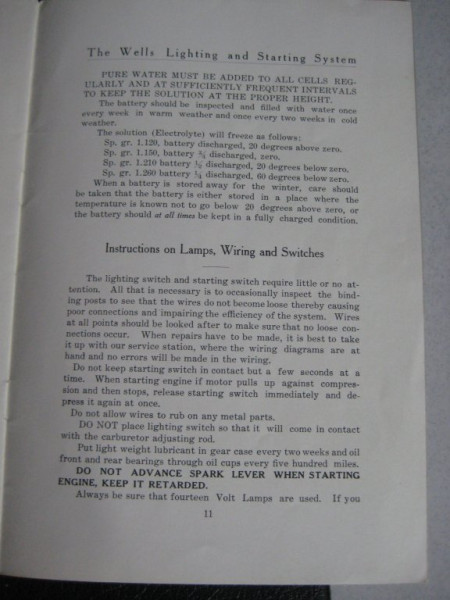 The Wells Lighting and Starting System
PURE WATER MUST BE ADDED TO ALL CELLS REG-
ULARLY AND AT SUFFICIENTLY FREQUENT INTERVALS
TO KEEP THE SOLUTION AT THE PROPER HEIGHT.
The battery should be inspected and filled with water once
every week in warm weather and once every two weeks in cold
weather.
The solution (Electrolyte) will freeze as follows:
Sp. gr. 1.120, battery discharged, 20 degrees above zero.
Sp. gr. 1.150, battery ¾ discharged, zero.
Sp. gr. 1.210 battery ½ discharged, 20 degrees below zero.
Sp. gr. 1.260 battery ¼ discharged, 60 degrees below zero.
When a battery is stored away for the winter, care should
be taken that the battery is either stored in a place where the
temperature is known not to go below 20 degrees above zero, or
the battery should at all times be kept in a fully charged condition.
Instructions on Lamps, Wiring and Switches
The lighting switch and starting switch require little or no at-
tention. All that is necessary is to occasionally inspect the bind-
ing posts to see that the wires do not become loose thereby causing
poor connections and impairing the efficiency of the system. Wires
at all points should be looked after to make sure that no loose con-
nections occur. When repairs have to be made, it is best to take
it up with our service station, where the wiring diagrams are at
hand and no errors will be made in the wiring.
Do not keep starting switch in contact but a few seconds at a
time. When starting engine if motor pulls up against compres-
sion and then stops, release starting switch immediately and de-
press it again at once.
Do not allow wires to rub on any metal parts.
DO NOT place lighting switch so that it will come in contact
with the carburetor adjusting rod.
Put light weight lubricant in gear case every two weeks and oil
front and rear bearings through oil cups every five hundred miles.
DO NOT ADVANCE SPARK LEVER WHEN STARTING
ENGINE, KEEP IT RETARDED.
Always be sure that fourteen Volt Lamps are used. If you
11